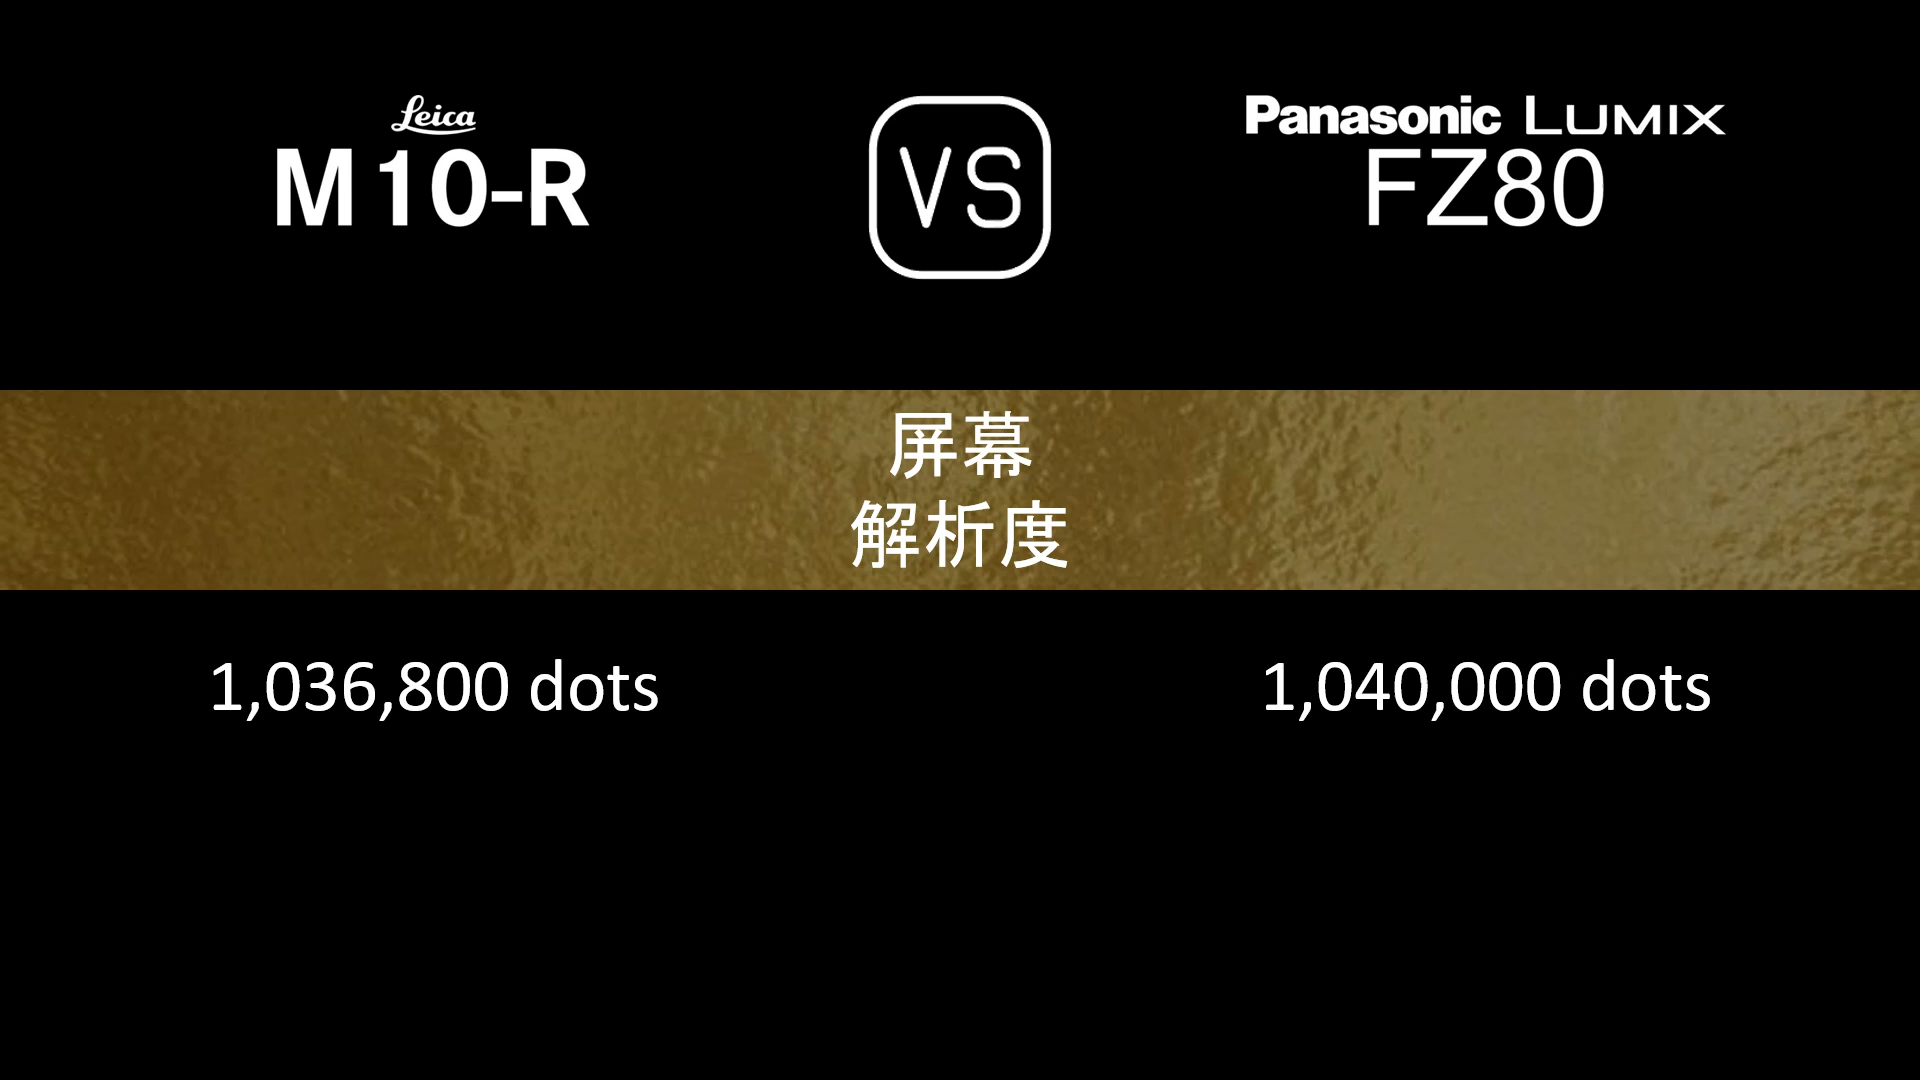 Leica
M10-R
VS
Panasonic LUMIX
FZ80
屏幕
解析度
1,036,800 dots
1,040,000 dots